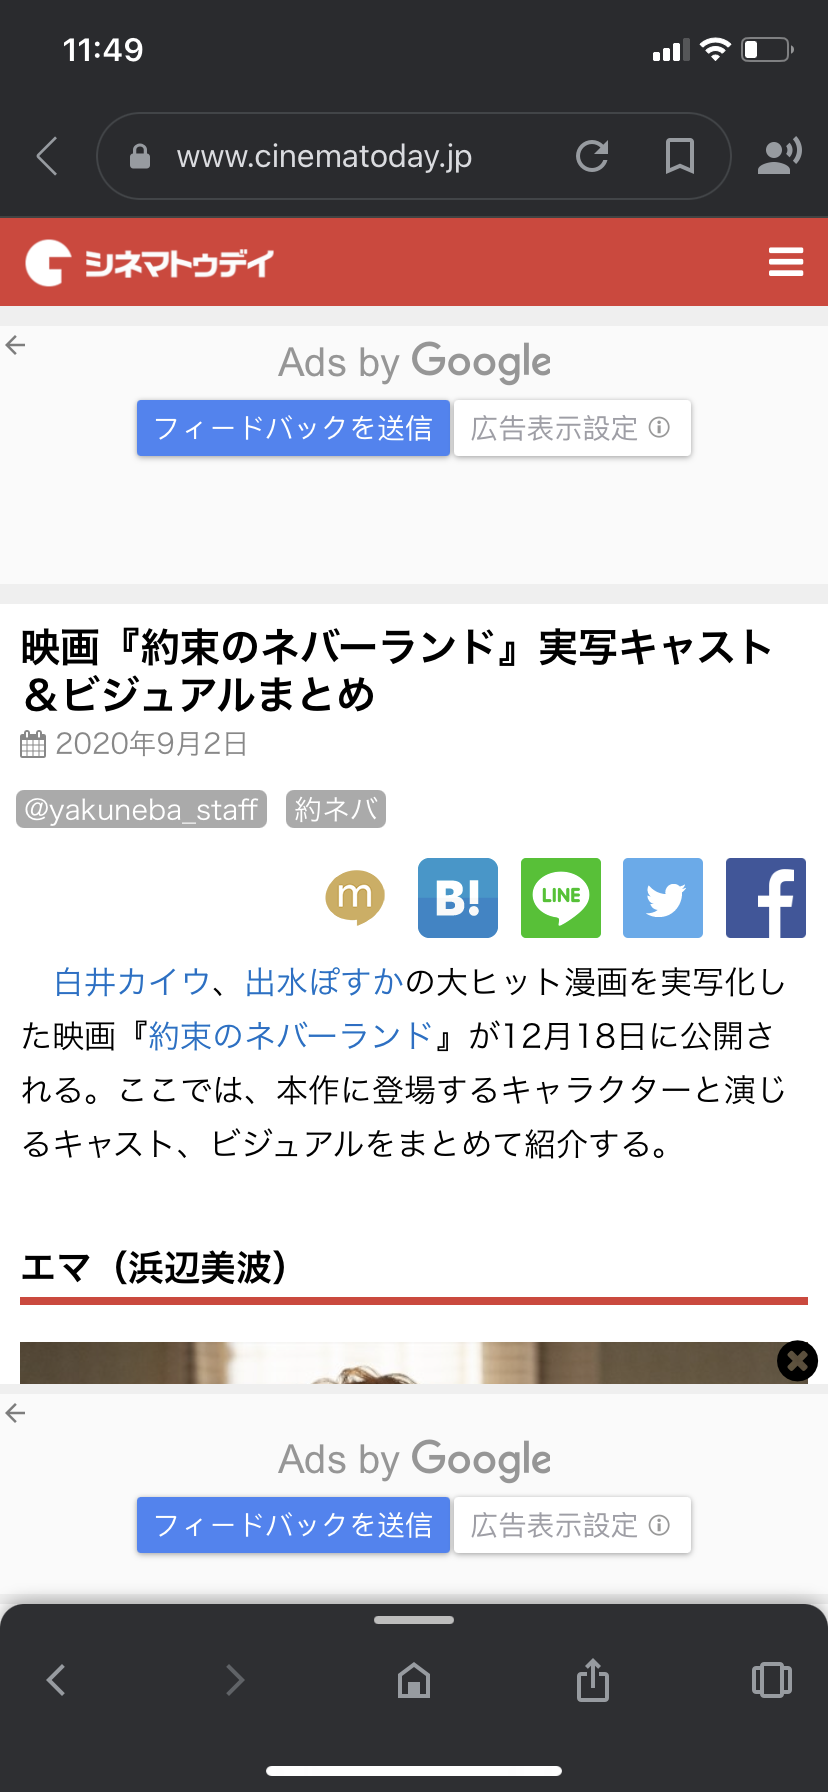 11:49
www.cinematoday.jp
シネマトゥデイ
Ads by Google
フィードバックを送信
広告表示設定
映画『約束のネバーランド』実写キャスト
＆ビジュアルまとめ
2020年9月2日
@yakuneba_staff 約ネバ
m B! LINE f
白井カイウ、出水ぽすかの大ヒット漫画を実写化し
た映画『約束のネバーランド』が12月18日に公開さ
れる。ここでは、本作に登場するキャラクターと演じ
るキャスト、ビジュアルをまとめて紹介する。
エマ（浜辺美波）
Ads by Google
フィードバックを送信
広告表示設定